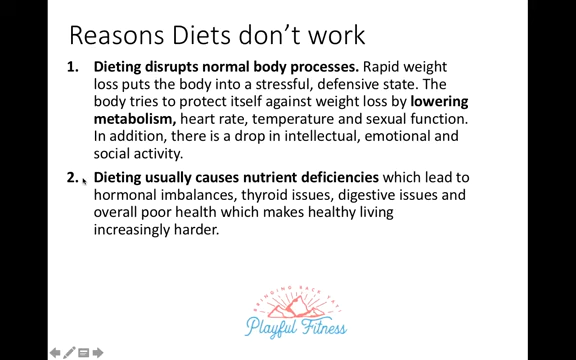 Reasons Diets don't work
1. Dieting disrupts normal body processes. Rapid weight
loss puts the body into a stressful, defensive state. The
body tries to protect itself against weight loss by lowering
metabolism, heart rate, temperature and sexual function.
In addition, there is a drop in intellectual, emotional and
social activity.
2. Dieting usually causes nutrient deficiencies which lead to
hormonal imbalances, thyroid issues, digestive issues and
overall poor health which makes healthy living
increasingly harder.
BRINGING BACK
Playful Fitness